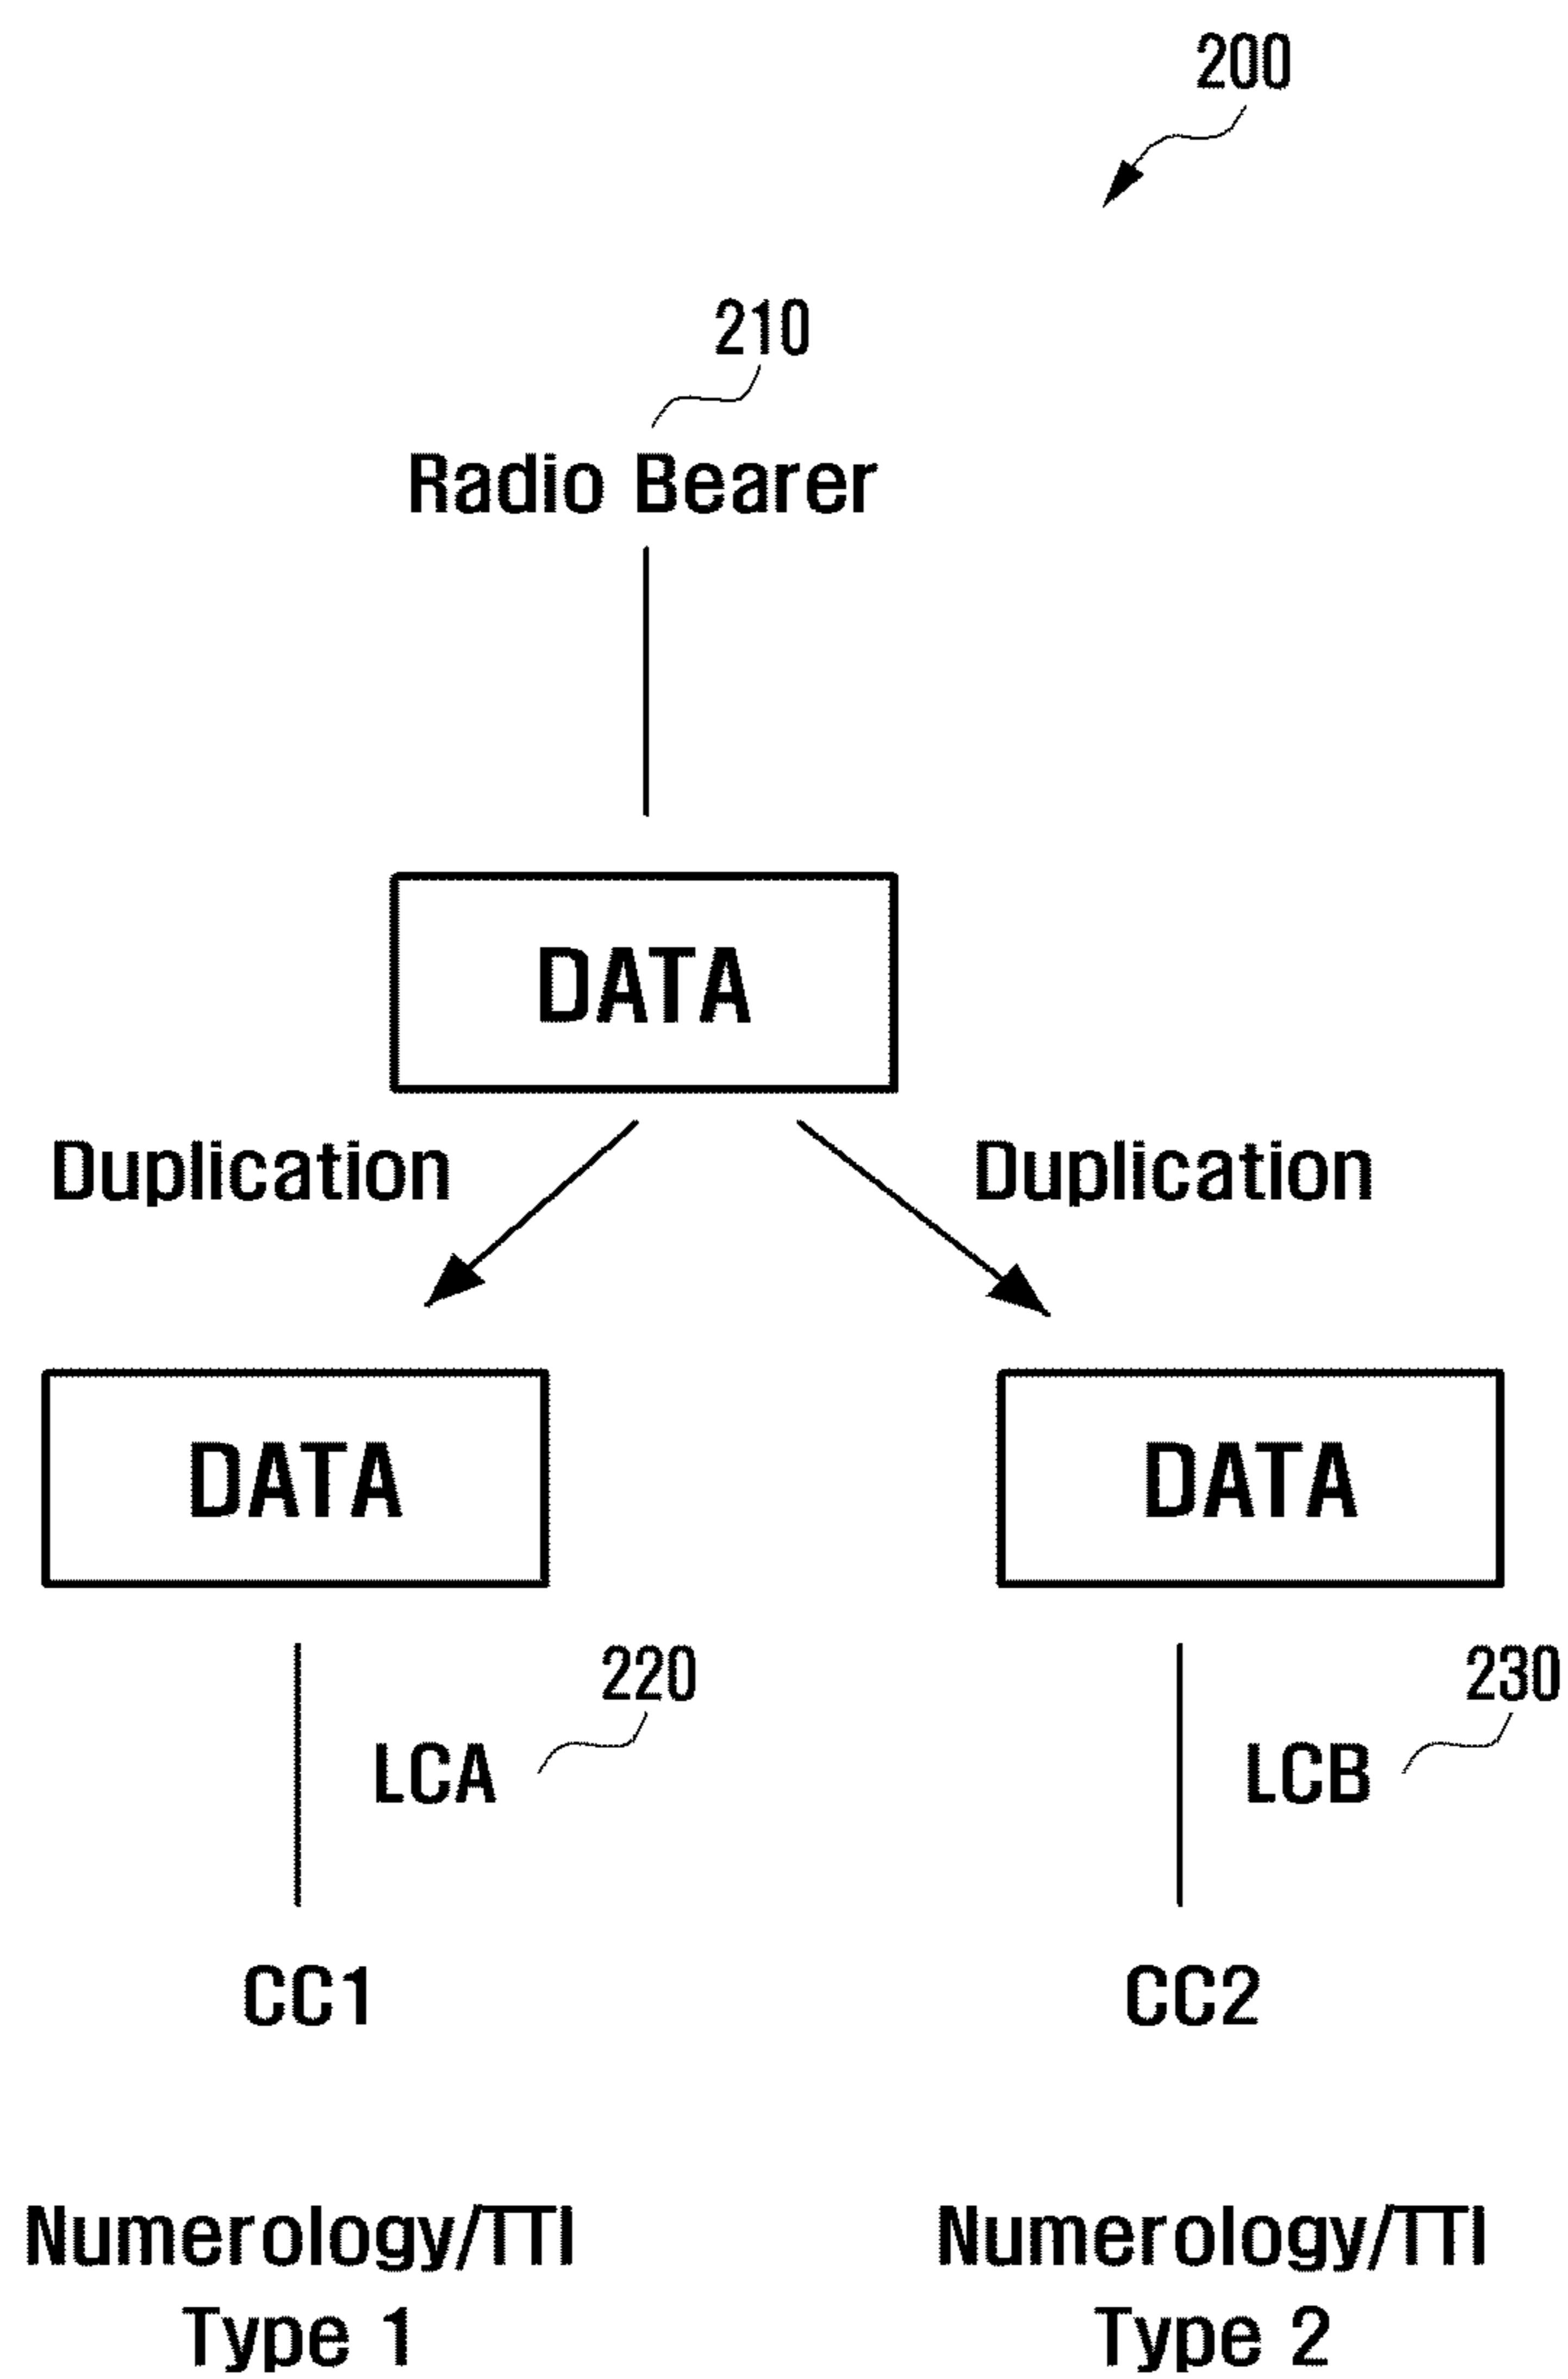 200
210
Radio Bearer
DATA
Duplication
Duplication
DATA
DATA
220
230
LCA
LCB
CC1
CC2
Numerology/TTI
Type 1
Numerology/TTI
Type 2